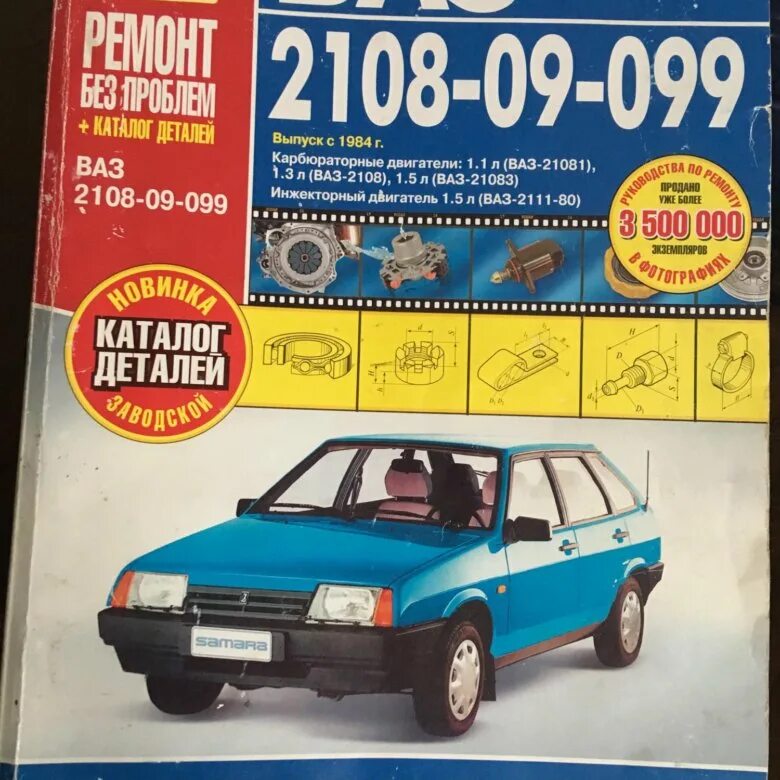 ВАЗ
2108-09-099
РЕМОНТ
БЕЗ ПРОБЛЕМ
+ КАТАЛОГ ДЕТАЛЕЙ
ВАЗ
2108-09-099
Выпуск с 1984 г.
Карбюраторные двигатели: 1.1 л (ВАЗ-21081),
1.3 л (ВАЗ-2108), 1.5 л (ВАЗ-21083)
Инжекторный двигатель 1.5 л (ВАЗ-2111-80)
РУКОВОДСТВА ПО РЕМОНТУ
ПРОДАНО
УЖЕ БОЛЕЕ
3 500 000
ЭКЗЕМПЛЯРОВ
В ФОТОГРАФИЯХ
НОВИНКА
КАТАЛОГ
ДЕТАЛЕЙ
ЗАВОДСКОЙ
SAMARA